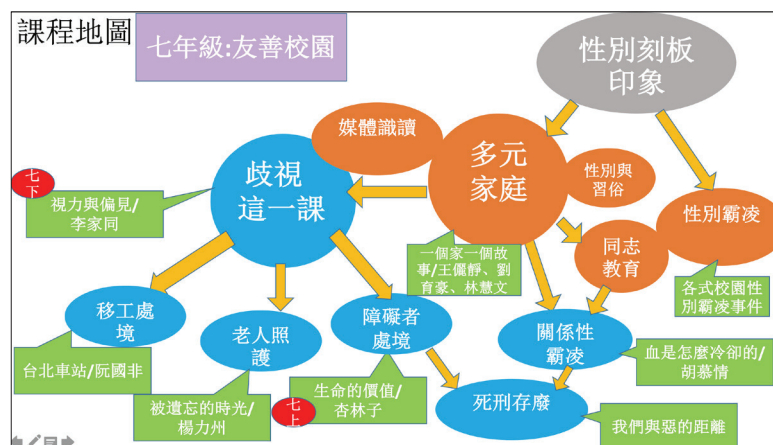 課程地圖
七年級:友善校園
性別刻板
印象
媒體識讀
多元
家庭
性別與
習俗
歧視
這一課
七
下
視力與偏見/
李家同
性別霸凌
同志
教育
一個家一個故
事/王儷靜、劉
育豪、林慧文
各式校園性
別霸凌事件
移工處
境
老人照
護
障礙者
處境
關係性
霸凌
台北車站/阮國非
血是怎麼冷卻的/
胡慕情
被遺忘的時光/
楊力州
七
上
生命的價值/
杏林子
死刑存廢
我們與惡的距離